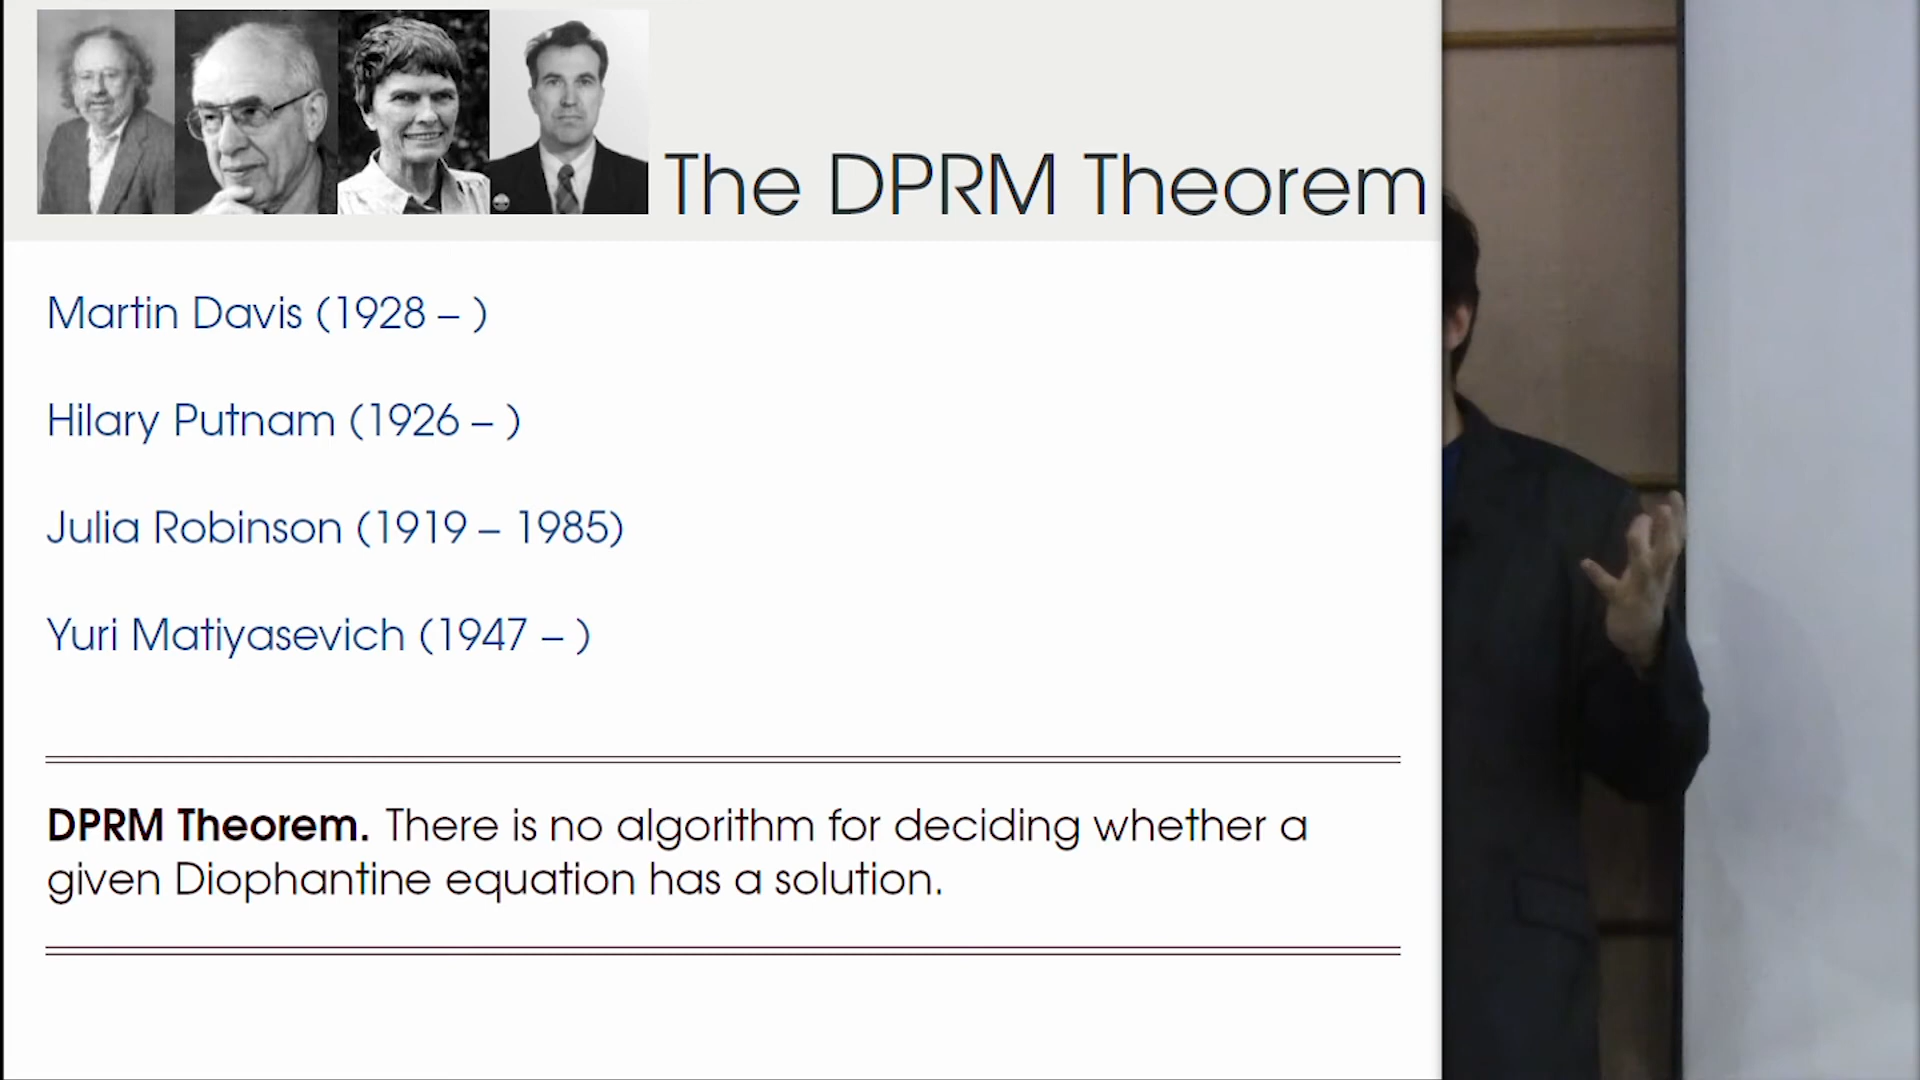 The DPRM Theorem
Martin Davis (1928 – )
Hilary Putnam (1926 – )
Julia Robinson (1919 – 1985)
Yuri Matiyasevich (1947 – )
DPRM Theorem. There is no algorithm for deciding whether a
given Diophantine equation has a solution.